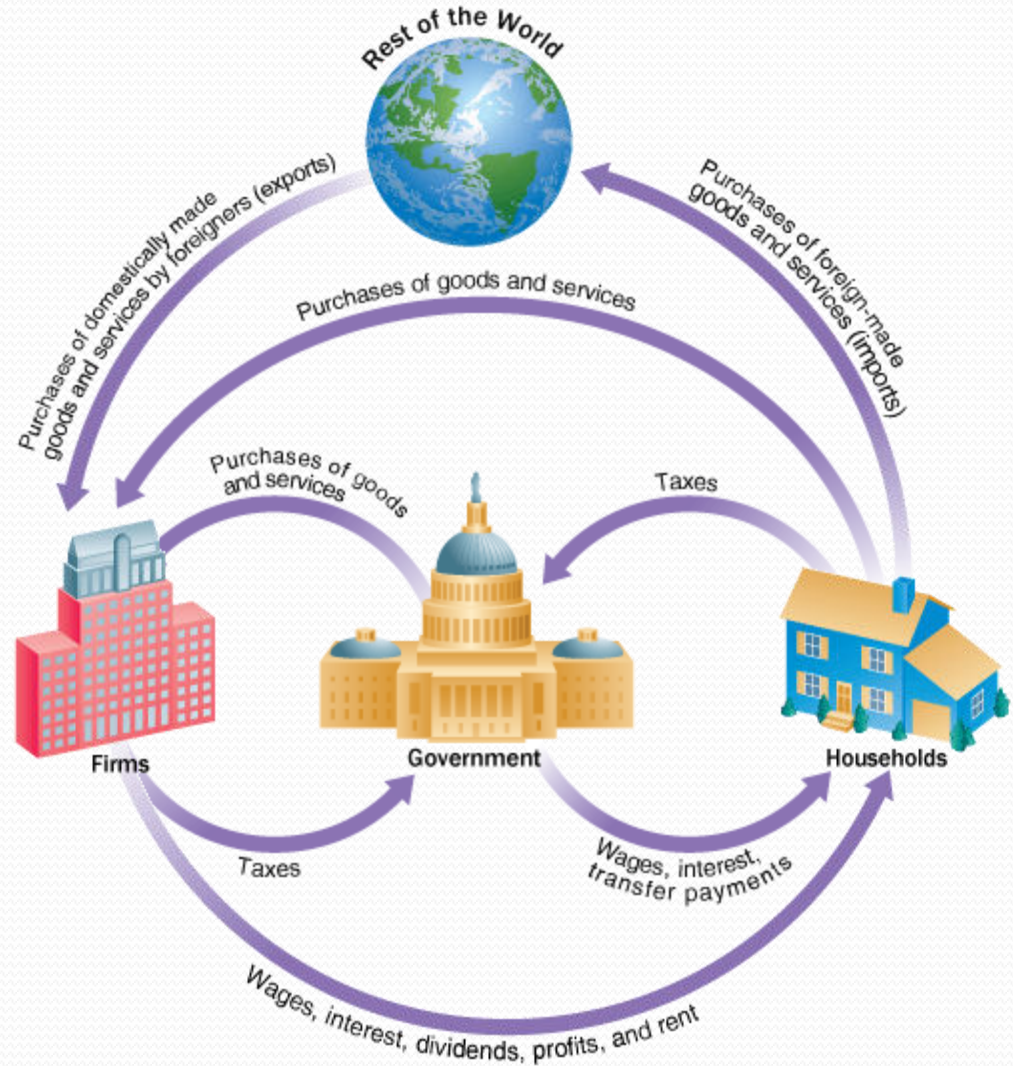 Rest of the World
Purchases of domestically made
goods and services by foreigners (exports)
Purchases of foreign-made
goods and services (imports)
Purchases of goods and services
Purchases of goods
and services
Taxes
Firms
Government
Households
Taxes
Wages, interest,
transfer payments
Wages, interest, dividends, profits, and rent